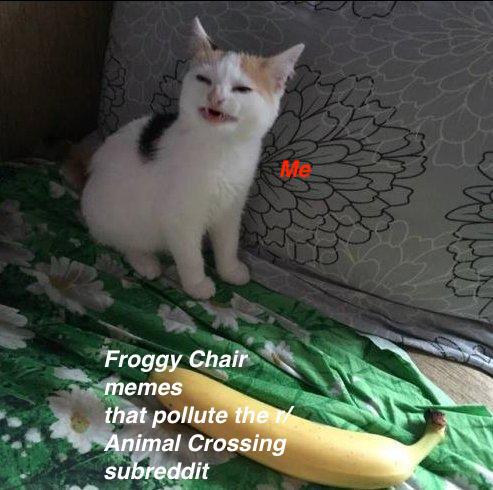 Me
Froggy Chair
memes
that pollute the r/
Animal Crossing
subreddit